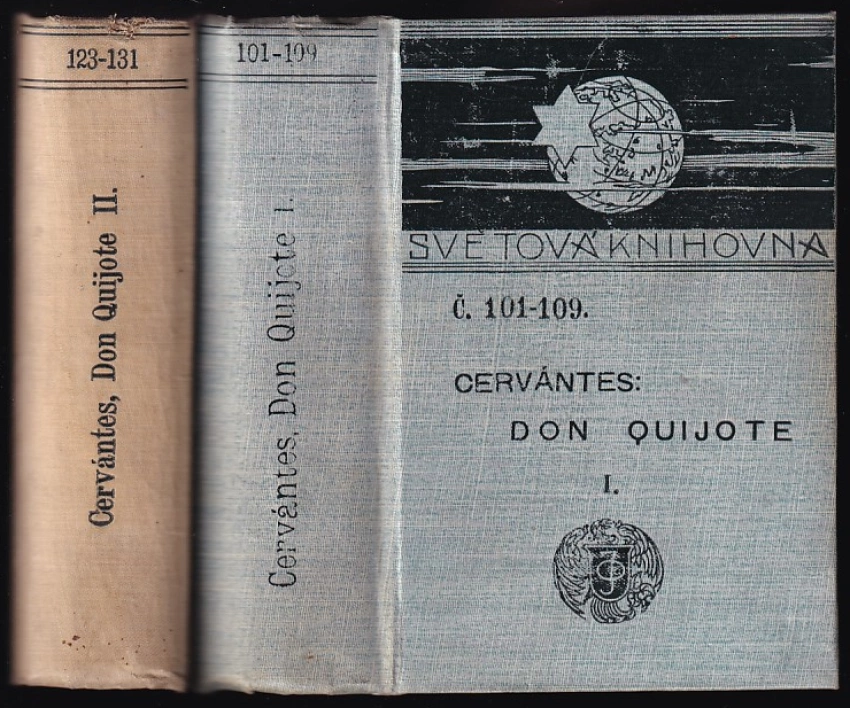 123-131
Cervántes, Don Quijote II.
101-109
Cervántes, Don Quijote I.
SVĚTOVÁ KNIHOVNA
Č. 101-109.
CERVÁNTES:
DON QUIJOTE
I.